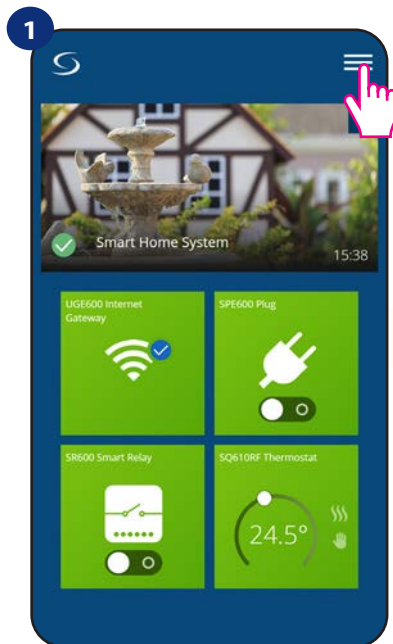 1
Smart Home System
15:38
UGE600 Internet
Gateway
SPE600 Plug
SR600 Smart Relay
SQ610RF Thermostat
24.5°